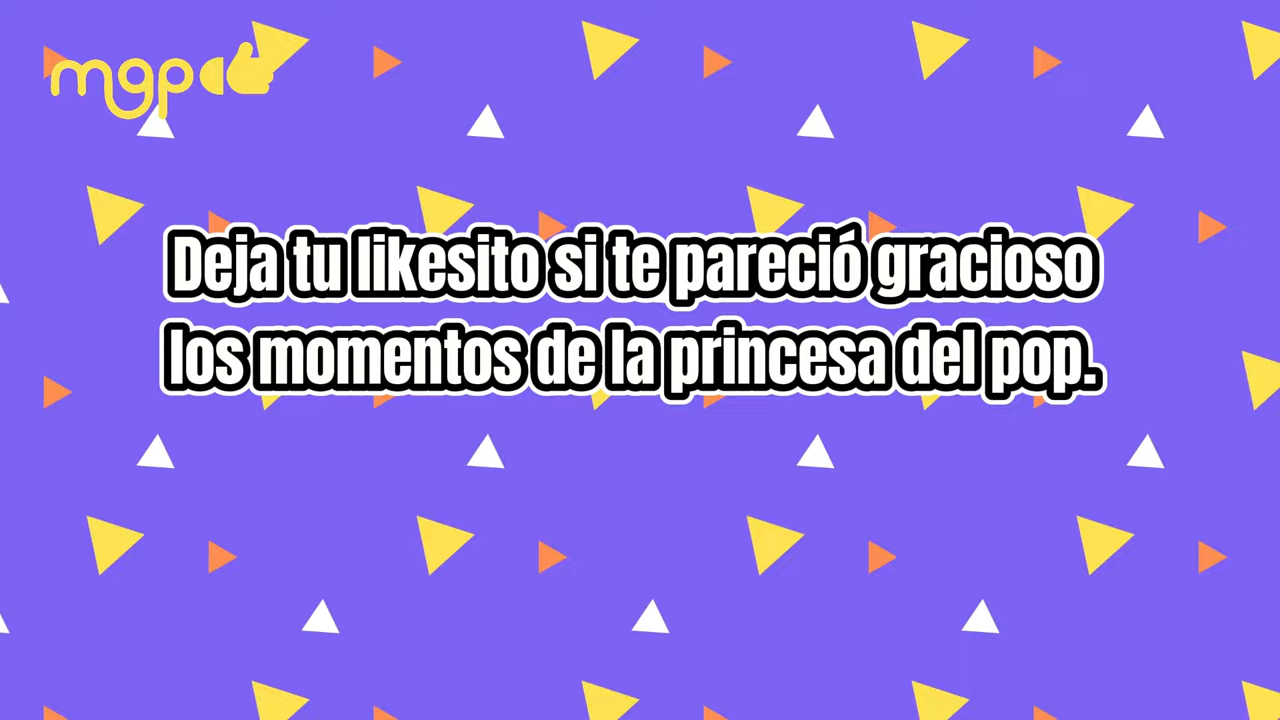 mgp
Deja tu likesito si te pareció gracioso
los momentos de la princesa del pop.